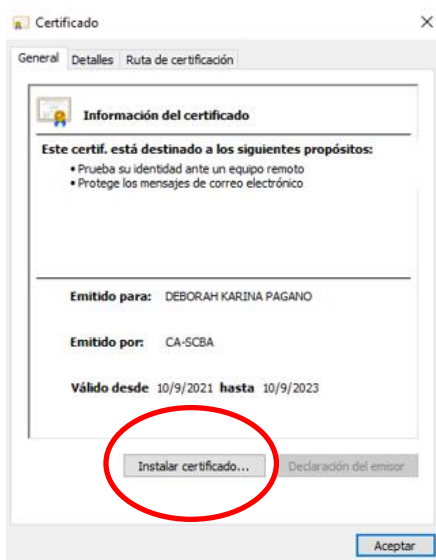 Certificado
General Detalles Ruta de certificación
Información del certificado
Este certif. está destinado a los siguientes propósitos:
• Prueba su identidad ante un equipo remoto
• Protege los mensajes de correo electrónico
Emitido para: DEBORAH KARINA PAGANO
Emitido por: CA-SCBA
Válido desde 10/9/2021 hasta 10/9/2023
Instalar certificado... Declaración del emisor
Aceptar